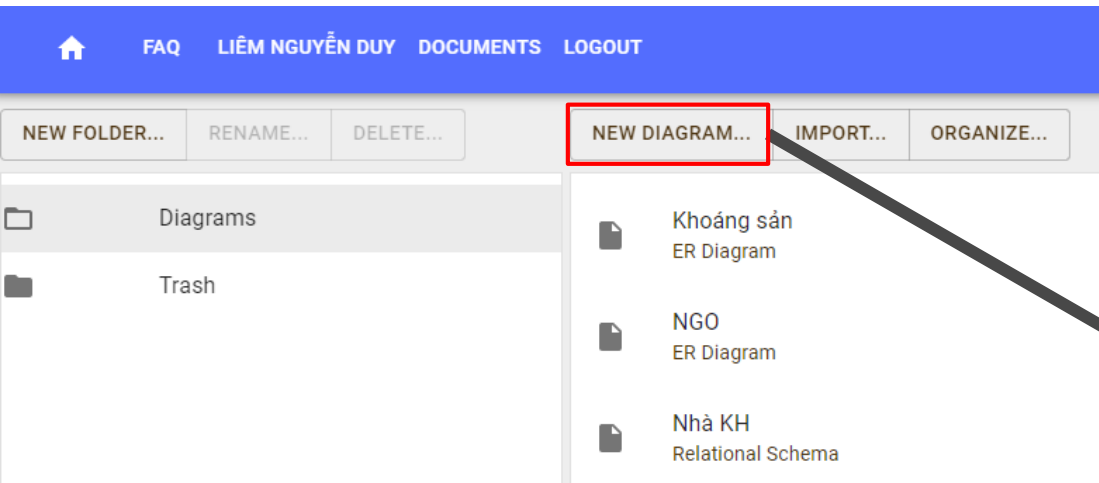 FAQ LIÊM NGUYỄN DUY DOCUMENTS LOGOUT
NEW FOLDER... RENAME... DELETE... NEW DIAGRAM... IMPORT... ORGANIZE...
Diagrams
Trash
Khoáng sản
ER Diagram
NGO
ER Diagram
Nhà KH
Relational Schema